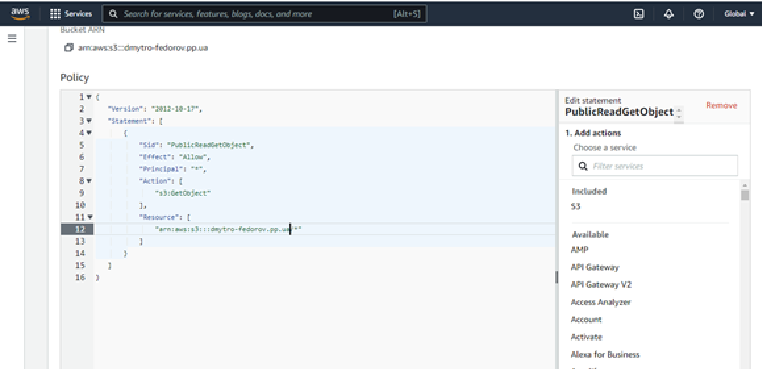 aws
Services
Search for services, features, blogs, docs, and more
[Alt+S]
Global
Bucket ARN
arn:aws:s3:::dmytro-fedorov.pp.ua
Policy
1 {
2 "Version": "2012-10-17",
3 "Statement": [
4 {
5 "Sid": "PublicReadGetObject",
6 "Effect": "Allow",
7 "Principal": "*",
8 "Action": [
9 "s3:GetObject"
10 ],
11 "Resource": [
12 "arn:aws:s3:::dmytro-fedorov.pp.ua/*"
13 ]
14 }
15 ]
16 }
Edit statement
PublicReadGetObject
Remove
1. Add actions
Choose a service
Filter services
Included
S3
Available
AMP
API Gateway
API Gateway V2
Access Analyzer
Account
Activate
Alexa for Business